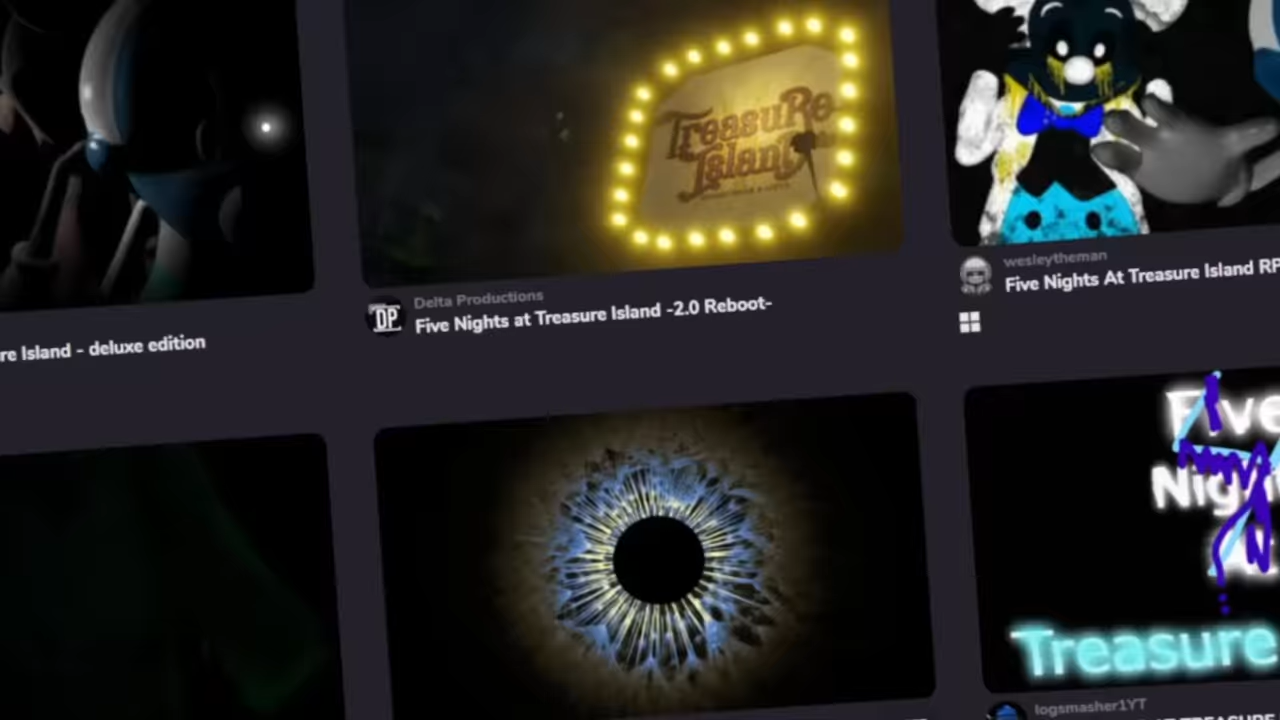 TreasuRe
Island
re Island - deluxe edition
DP
Delta Productions
Five Nights at Treasure Island -2.0 Reboot-
wesleytheman
Five Nights At Treasure Island RP
Five
Treasure
logsmasher1YT